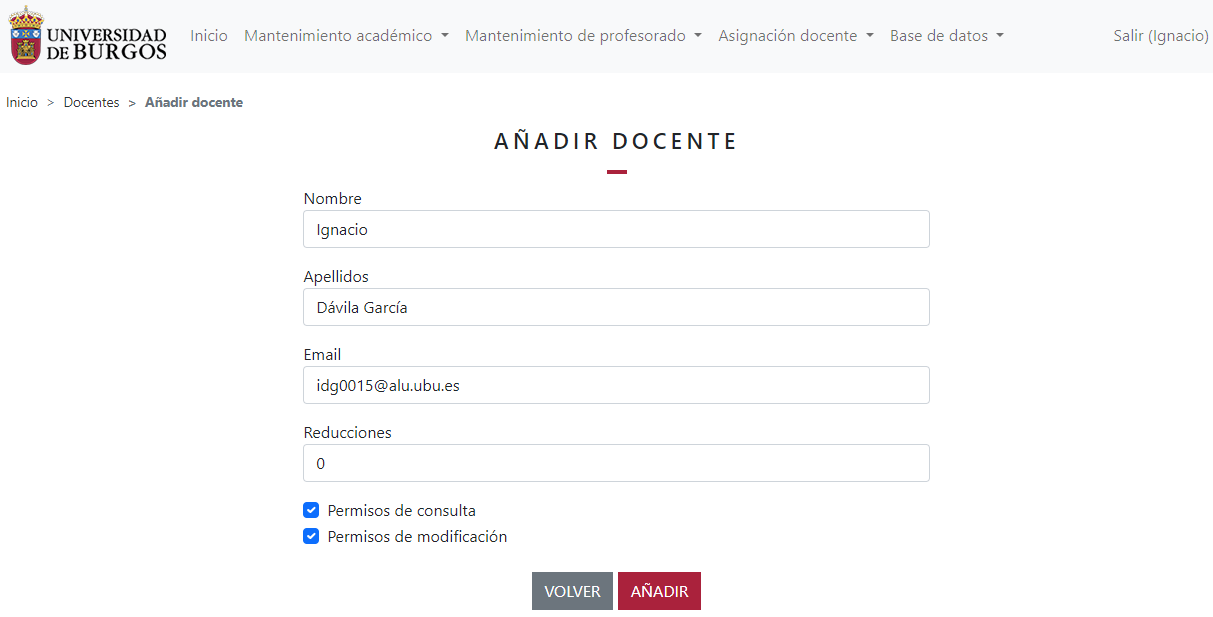 UNIVERSIDAD
DE BURGOS
Inicio Mantenimiento académico Mantenimiento de profesorado Asignación docente Base de datos Salir (Ignacio)
Inicio > Docentes > Añadir docente
AÑADIR DOCENTE
Nombre
Ignacio
Apellidos
Dávila García
Email
idg0015@alu.ubu.es
Reducciones
0
Permisos de consulta
Permisos de modificación
VOLVER AÑADIR